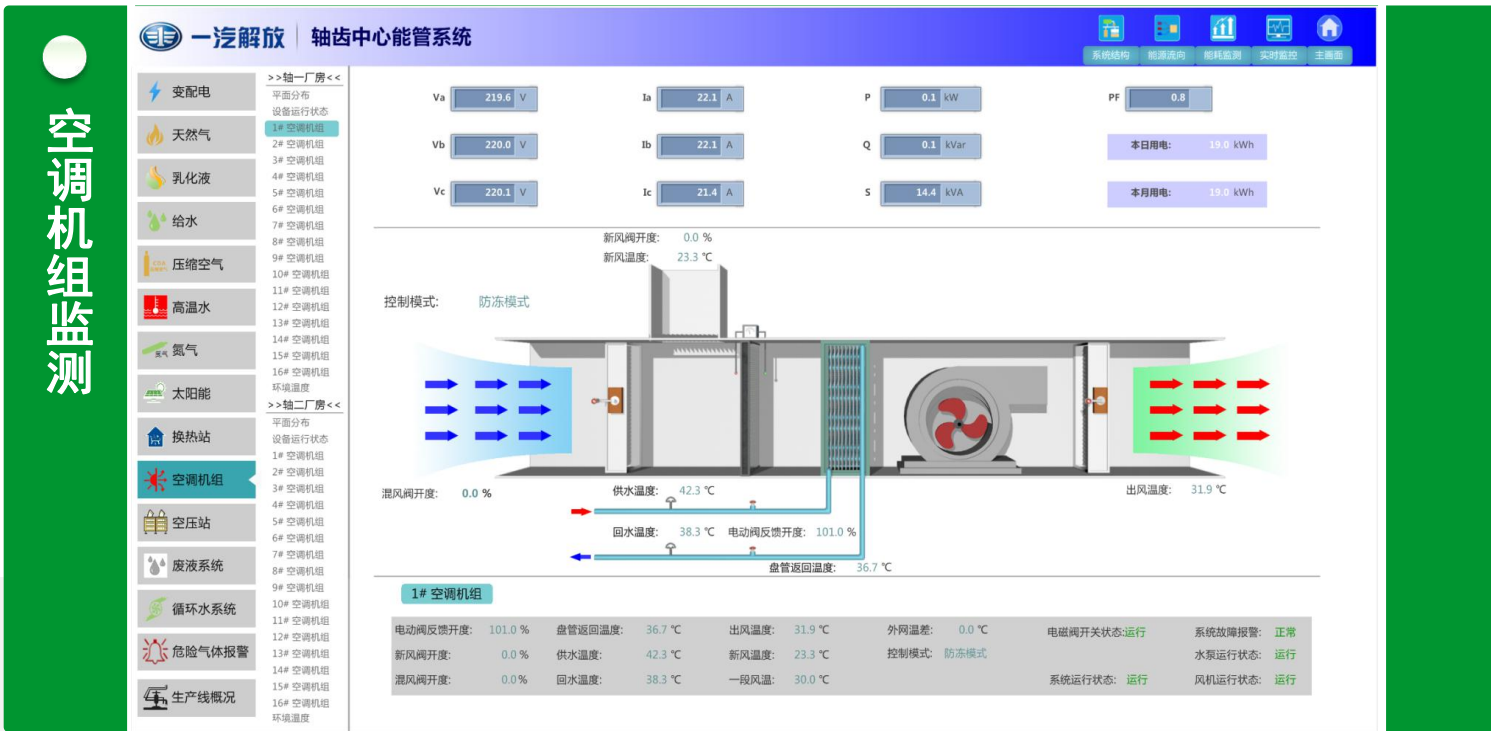 空调机组监测
一汽解放 轴齿中心能管系统
系统结构 能源流向 能耗监测 实时监控 主画面
变配电
天然气
乳化液
给水
压缩空气
高温水
氮气
太阳能
换热站
空调机组
空压站
废液系统
循环水系统
危险气体报警
生产线概况
>>轴一厂房<<
平面分布
设备运行状态
1# 空调机组
2# 空调机组
3# 空调机组
4# 空调机组
5# 空调机组
6# 空调机组
7# 空调机组
8# 空调机组
9# 空调机组
10# 空调机组
11# 空调机组
12# 空调机组
13# 空调机组
14# 空调机组
15# 空调机组
16# 空调机组
环境温度
>>轴二厂房<<
平面分布
设备运行状态
1# 空调机组
2# 空调机组
3# 空调机组
4# 空调机组
5# 空调机组
6# 空调机组
7# 空调机组
8# 空调机组
9# 空调机组
10# 空调机组
11# 空调机组
12# 空调机组
13# 空调机组
14# 空调机组
15# 空调机组
16# 空调机组
环境温度
Va 219.6 V Ia 22.1 A P 0.1 kW PF 0.8
Vb 220.0 V Ib 22.1 A Q 0.1 kVar 本日用电: 19.0 kWh
Vc 220.1 V Ic 21.4 A S 14.4 kVA 本月用电: 19.0 kWh
新风阀开度: 0.0 %
新风温度: 23.3 ℃
控制模式: 防冻模式
混风阀开度: 0.0 % 供水温度: 42.3 ℃ 出风温度: 31.9 ℃
回水温度: 38.3 ℃ 电动阀反馈开度: 101.0 %
盘管返回温度: 36.7 ℃
1# 空调机组
电动阀反馈开度: 101.0 % 盘管返回温度: 36.7 ℃ 出风温度: 31.9 ℃ 外网温差: 0.0 ℃ 电磁阀开关状态:运行 系统故障报警: 正常
新风阀开度: 0.0 % 供水温度: 42.3 ℃ 新风温度: 23.3 ℃ 控制模式: 防冻模式 水泵运行状态: 运行
混风阀开度: 0.0% 回水温度: 38.3 ℃ 一段风温: 30.0 ℃ 系统运行状态: 运行 风机运行状态: 运行